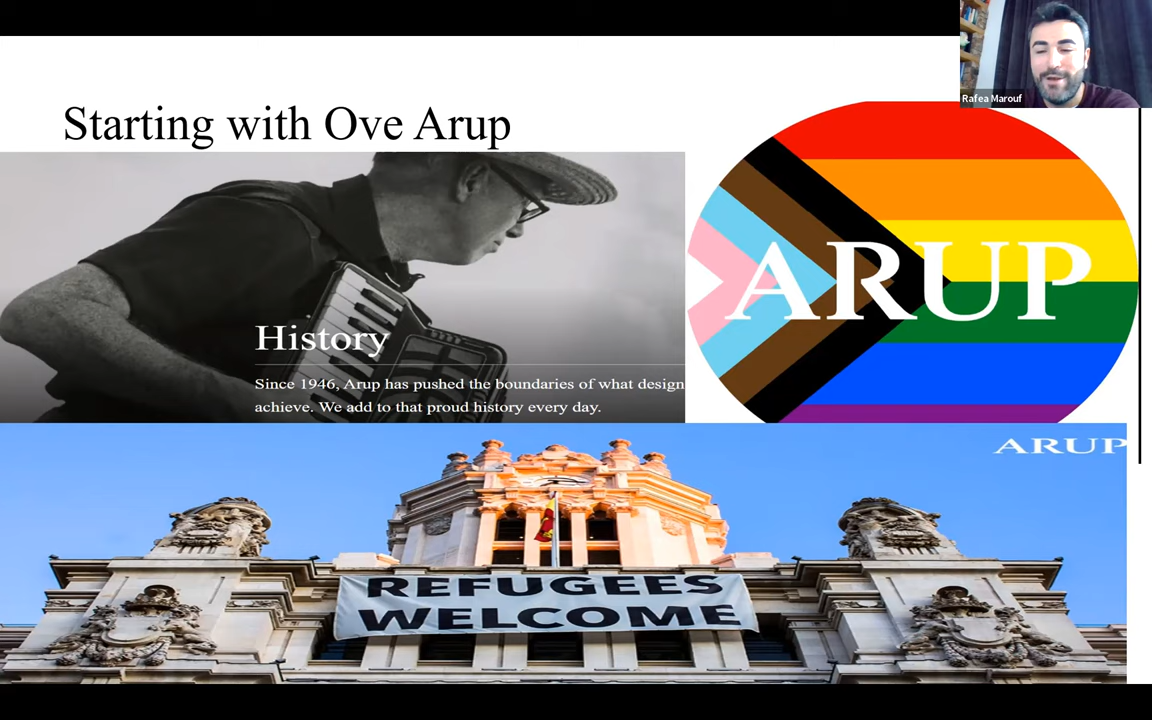 Rafea Marouf
Starting with Ove Arup
History
Since 1946, Arup has pushed the boundaries of what design
achieve. We add to that proud history every day.
ARUP
ARUP
REFUGEES
WELCOME